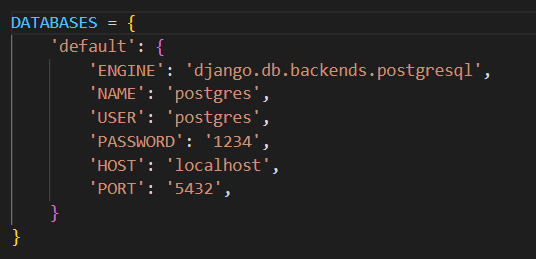 DATABASES = {
    'default': {
        'ENGINE': 'django.db.backends.postgresql',
        'NAME': 'postgres',
        'USER': 'postgres',
        'PASSWORD': '1234',
        'HOST': 'localhost',
        'PORT': '5432',
    }
}